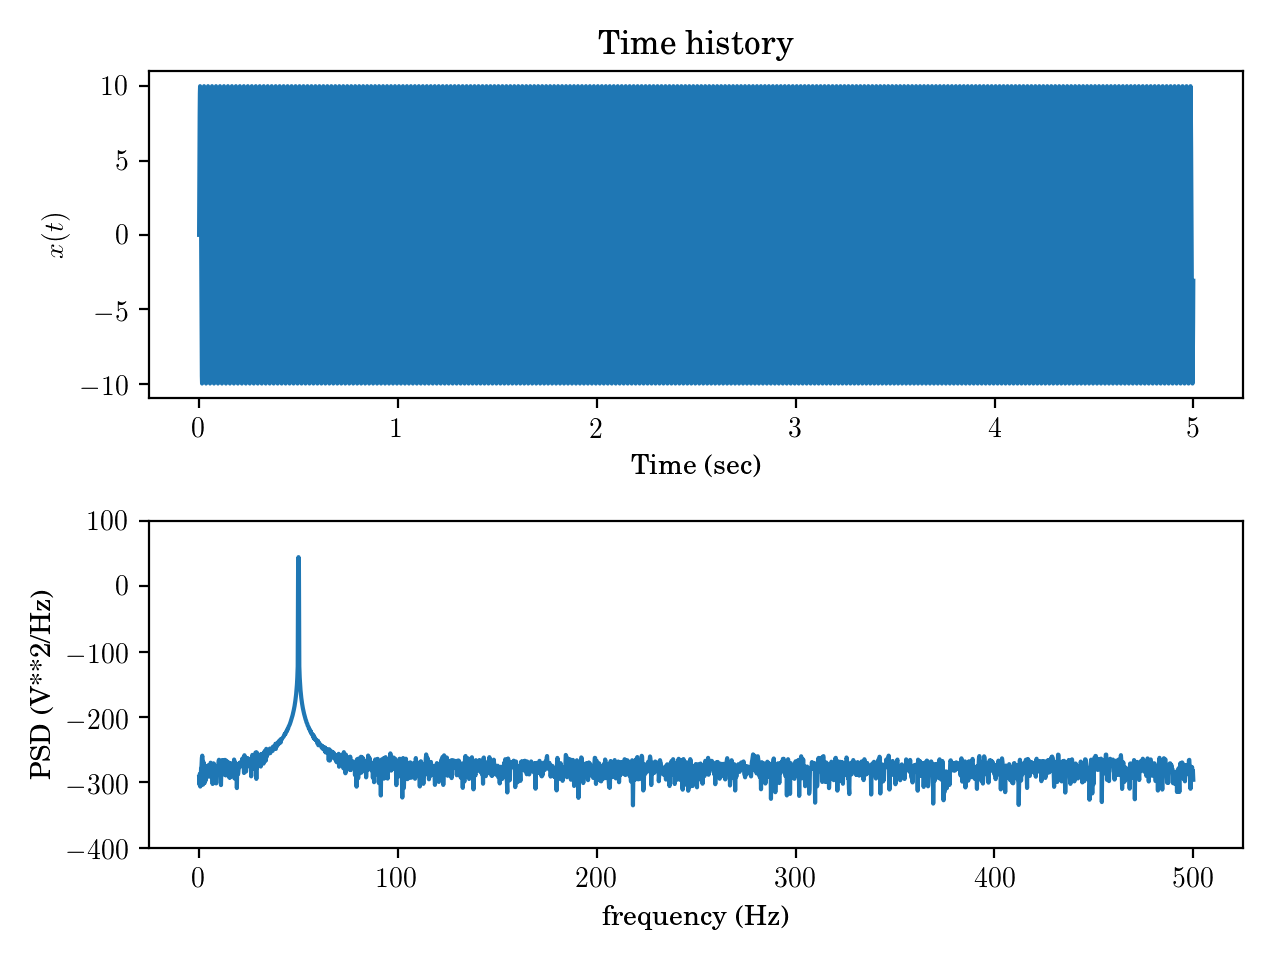 Time history
10
5
0
−5
−10
x(t)
0 1 2 3 4 5
Time (sec)
100
0
−100
−200
−300
−400
PSD (V**2/Hz)
0 100 200 300 400 500
frequency (Hz)